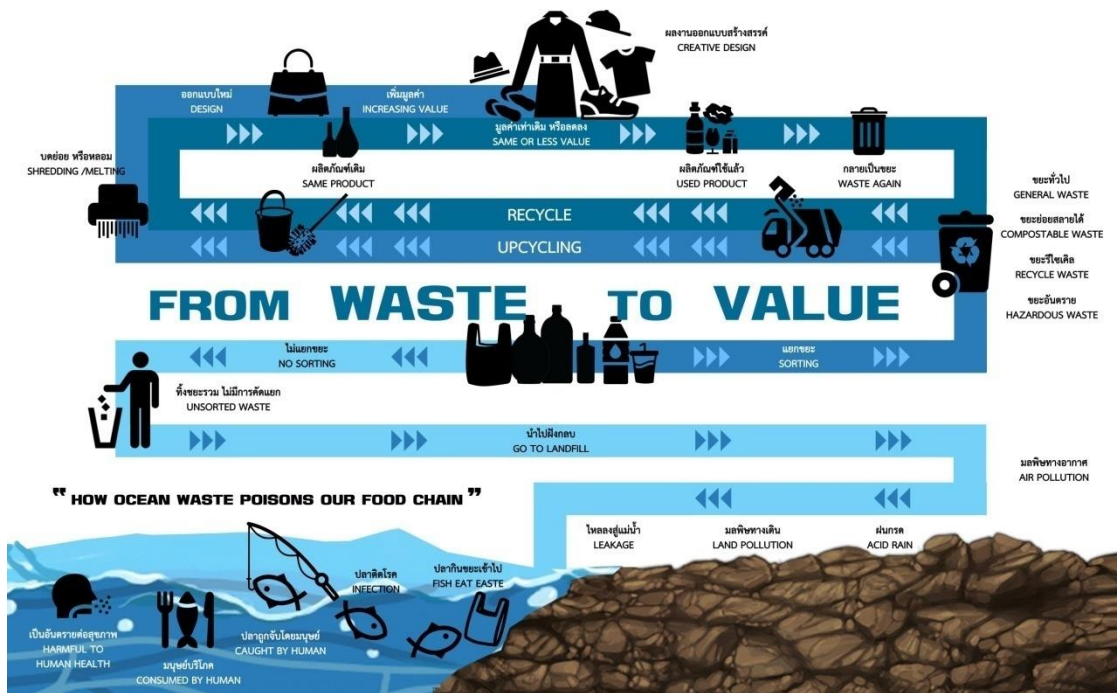 ผลงานออกแบบสร้างสรรค์
CREATIVE DESIGN
ออกแบบใหม่
DESIGN
เพิ่มมูลค่า
INCREASING VALUE
มูลค่าเท่าเดิม หรือลดลง
SAME OR LESS VALUE
บดย่อย หรือหลอม
SHREDDING /MELTING
ผลิตภัณฑ์เดิม
SAME PRODUCT
ผลิตภัณฑ์ใช้แล้ว
USED PRODUCT
กลายเป็นขยะ
WASTE AGAIN
ขยะทั่วไป
GENERAL WASTE
ขยะย่อยสลายได้
COMPOSTABLE WASTE
ขยะรีไซเคิล
RECYCLE WASTE
ขยะอันตราย
HAZARDOUS WASTE
RECYCLE
UPCYCLING
FROM WASTE TO VALUE
ไม่แยกขยะ
NO SORTING
แยกขยะ
SORTING
ทิ้งขยะรวม ไม่มีการคัดแยก
UNSORTED WASTE
นำไปฝังกลบ
GO TO LANDFILL
มลพิษทางอากาศ
AIR POLLUTION
" HOW OCEAN WASTE POISONS OUR FOOD CHAIN "
ไหลลงสู่แม่น้ำ
LEAKAGE
มลพิษทางดิน
LAND POLLUTION
ฝนกรด
ACID RAIN
ปลากินขยะเข้าไป
FISH EAT EASTE
ปลาติดโรค
INFECTION
ปลาถูกจับโดยมนุษย์
CAUGHT BY HUMAN
มนุษย์บริโภค
CONSUMED BY HUMAN
เป็นอันตรายต่อสุขภาพ
HARMFUL TO
HUMAN HEALTH